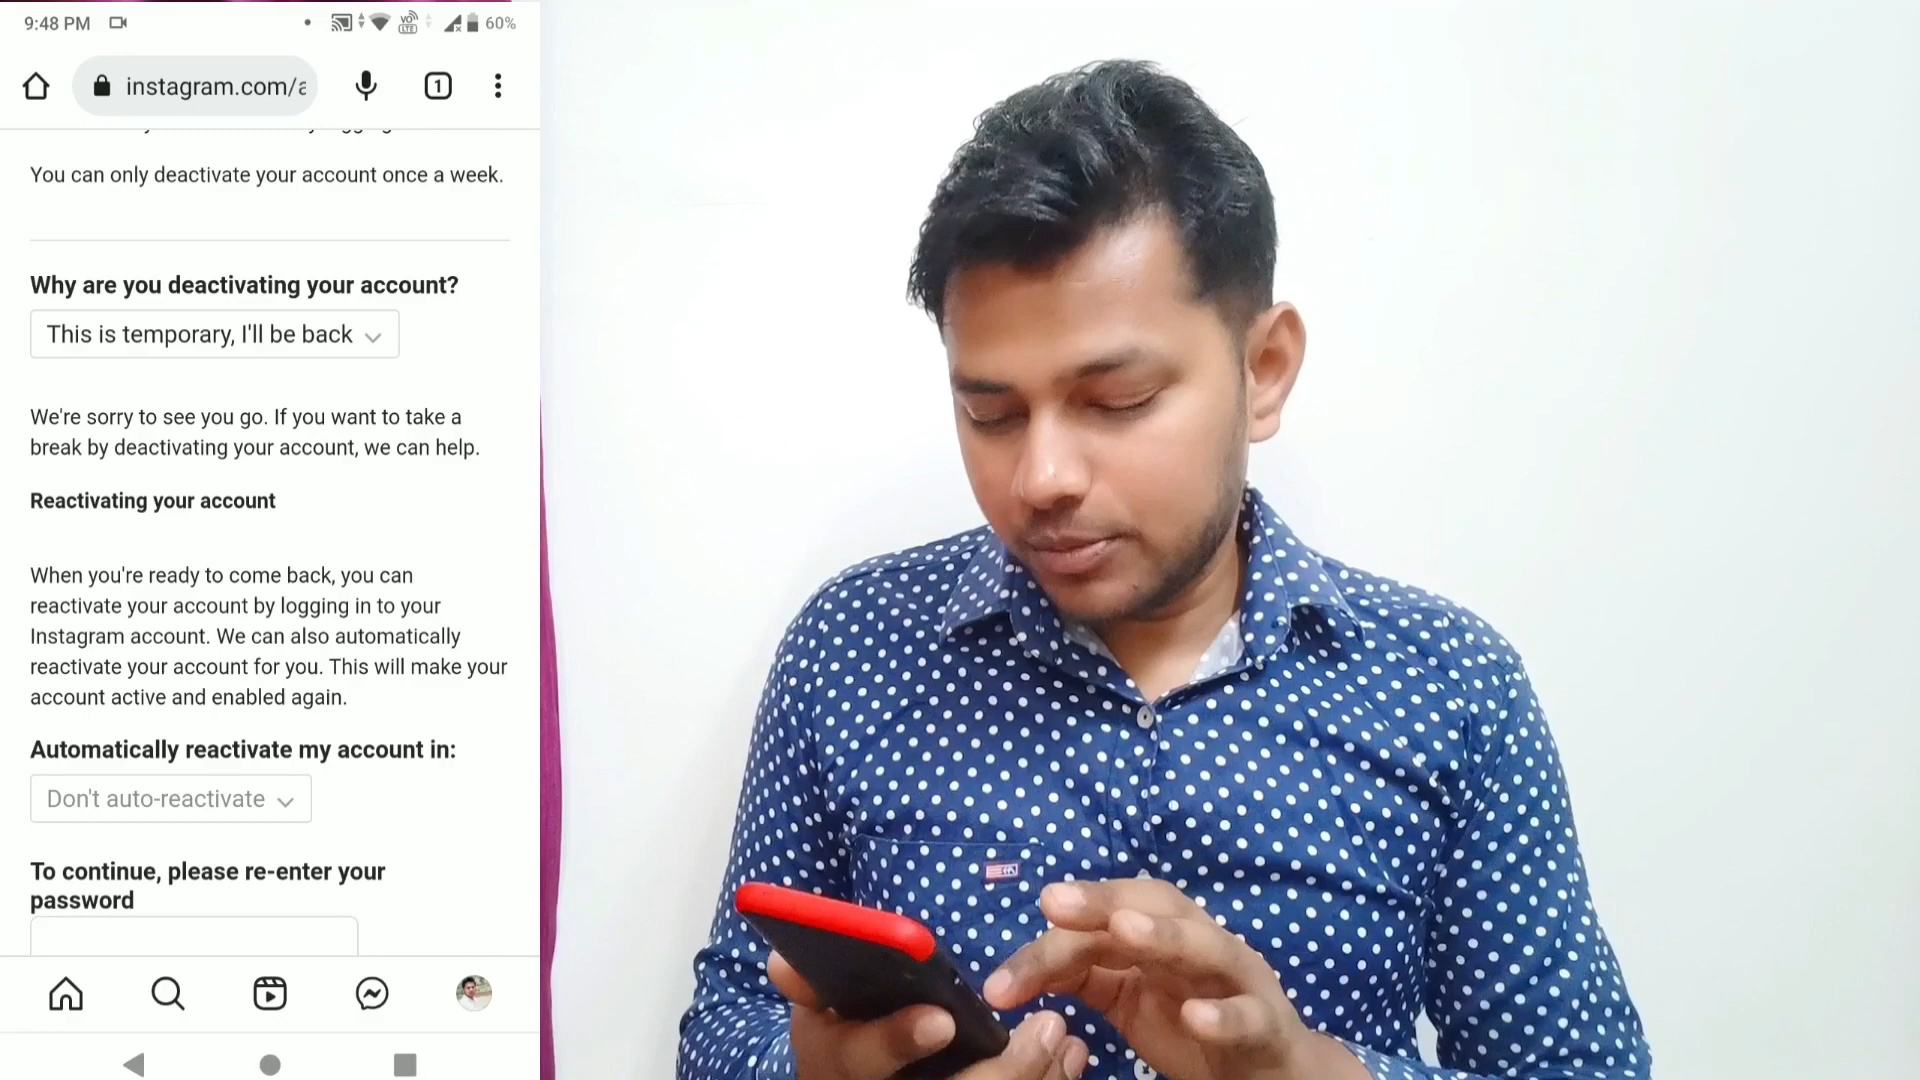 9:48 PM
VO LTE
60%
instagram.com/a
1
You can only deactivate your account once a week.
Why are you deactivating your account?
This is temporary, I'll be back
We're sorry to see you go. If you want to take a
break by deactivating your account, we can help.
Reactivating your account
When you're ready to come back, you can
reactivate your account by logging in to your
Instagram account. We can also automatically
reactivate your account for you. This will make your
account active and enabled again.
Automatically reactivate my account in:
Don't auto-reactivate
To continue, please re-enter your
password